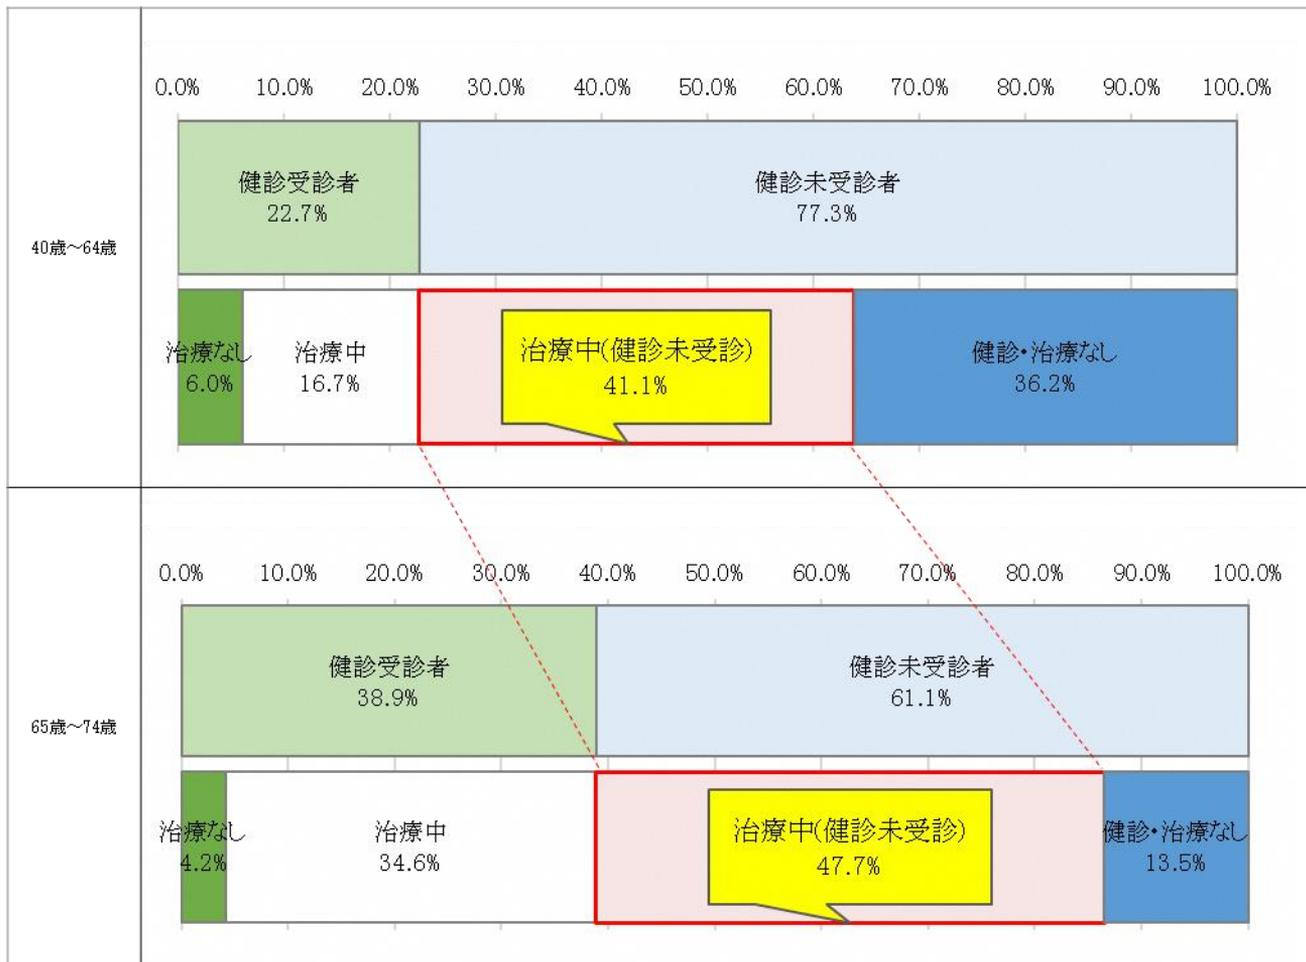 0.0% 10.0% 20.0% 30.0% 40.0% 50.0% 60.0% 70.0% 80.0% 90.0% 100.0%
健診受診者
22.7%
健診未受診者
77.3%
40歳～64歳
治療なし
6.0%
治療中
16.7%
治療中(健診未受診)
41.1%
健診・治療なし
36.2%
0.0% 10.0% 20.0% 30.0% 40.0% 50.0% 60.0% 70.0% 80.0% 90.0% 100.0%
健診受診者
38.9%
健診未受診者
61.1%
65歳～74歳
治療なし
4.2%
治療中
34.6%
治療中(健診未受診)
47.7%
健診・治療なし
13.5%